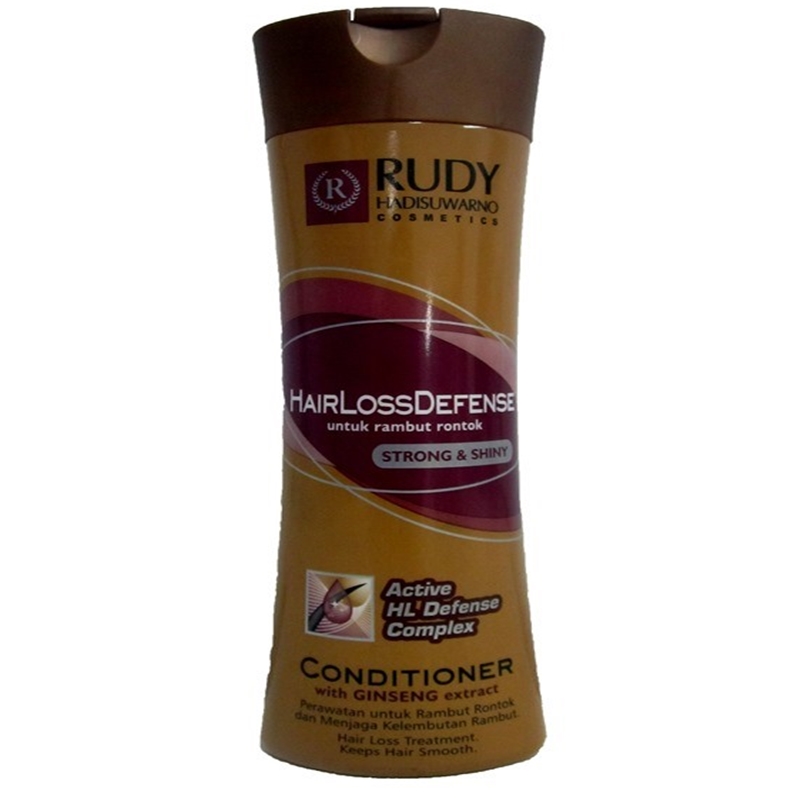 R
RUDY
HADISUWARNO
COSMETICS
HAIRLOSSDEFENSE
untuk rambut rontok
STRONG & SHINY
Active
HL' Defense
Complex
CONDITIONER
with GINSENG extract
Perawatan untuk Rambut Rontok
dan Menjaga Kelembutan Rambut.
Hair Loss Treatment.
Keeps Hair Smooth.